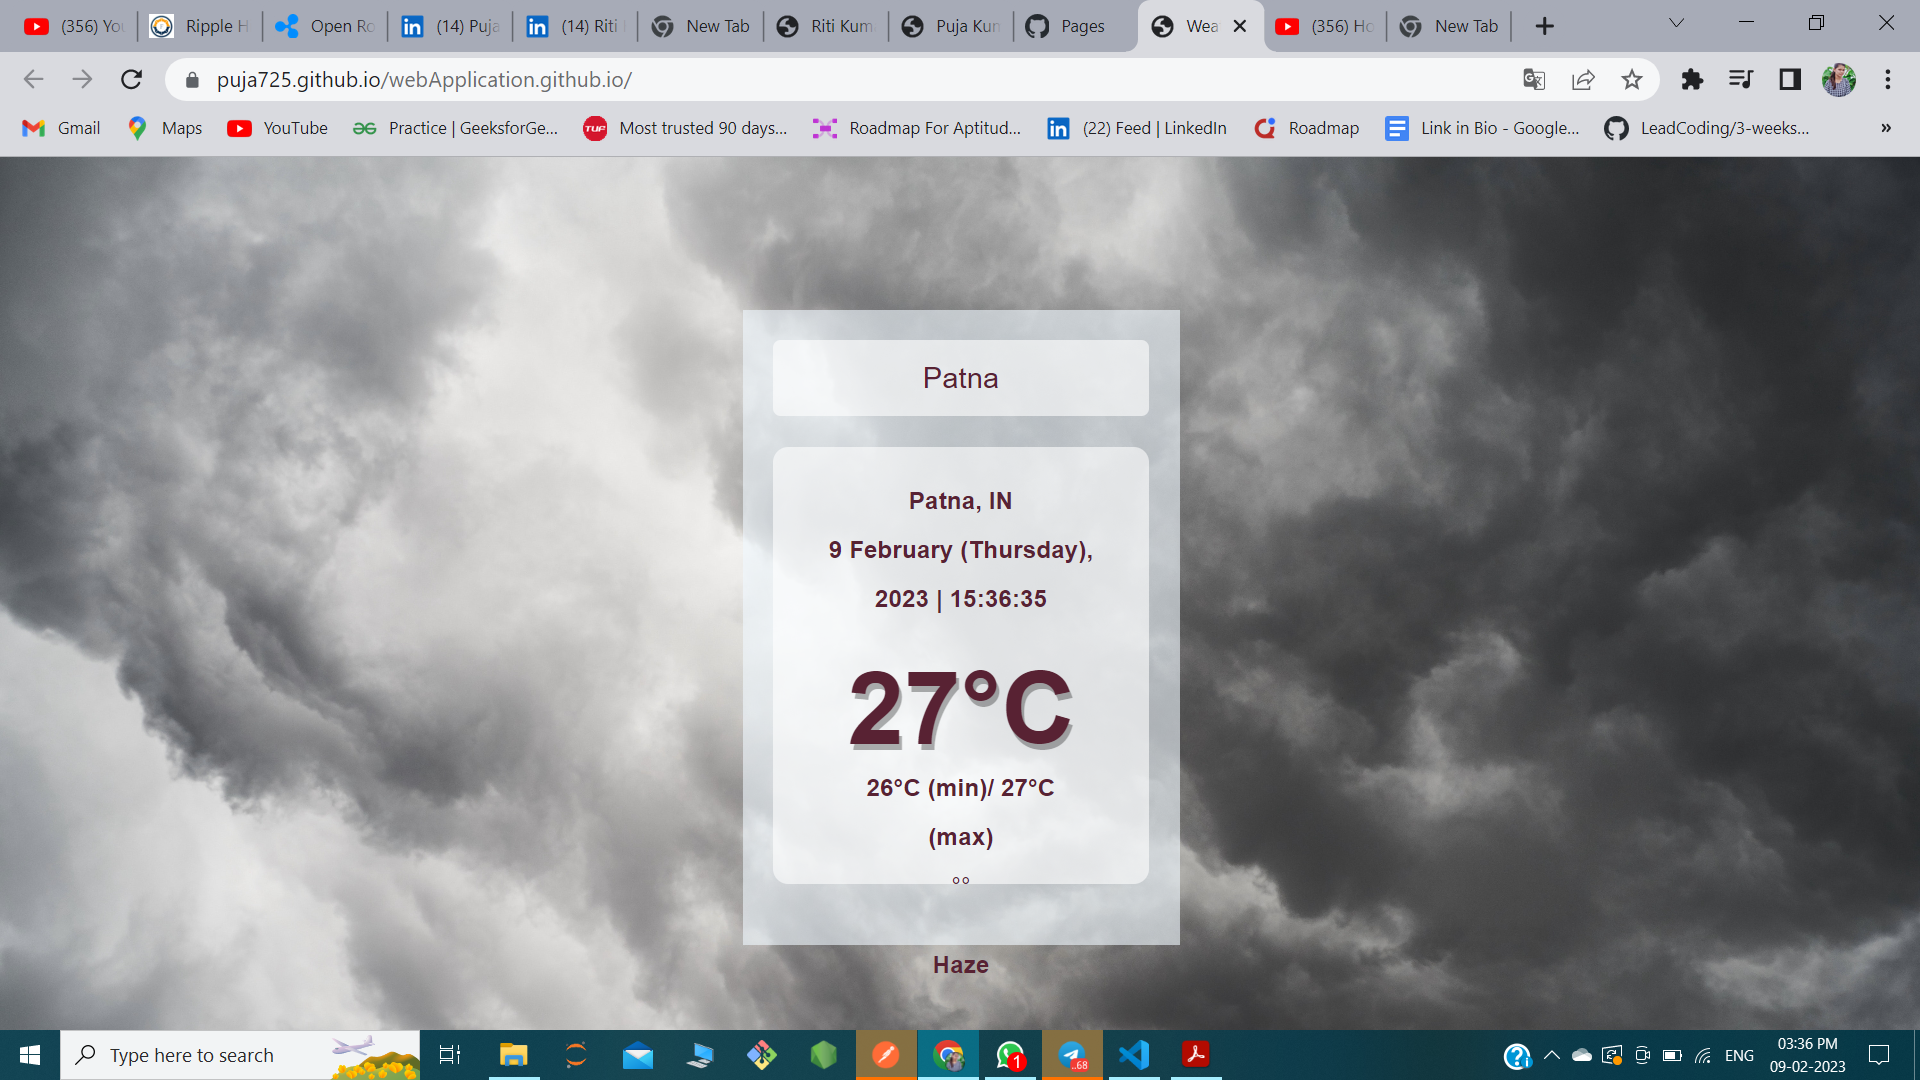 (356) Yo
Ripple H
Open Ro
(14) Puja
(14) Riti
New Tab
Riti Kum
Puja Kun
Pages
Wea
(356) Ho
New Tab
puja725.github.io/webApplication.github.io/
Gmail
Maps
YouTube
Practice | GeeksforGe...
TUF
Most trusted 90 days...
Roadmap For Aptitud...
(22) Feed | LinkedIn
Roadmap
Link in Bio - Google...
LeadCoding/3-weeks...
»
Patna
Patna, IN
9 February (Thursday),
2023 | 15:36:35
27°C
26°C (min)/ 27°C
(max)
°°
Haze
Type here to search
1
..68
ENG
03:36 PM
09-02-2023